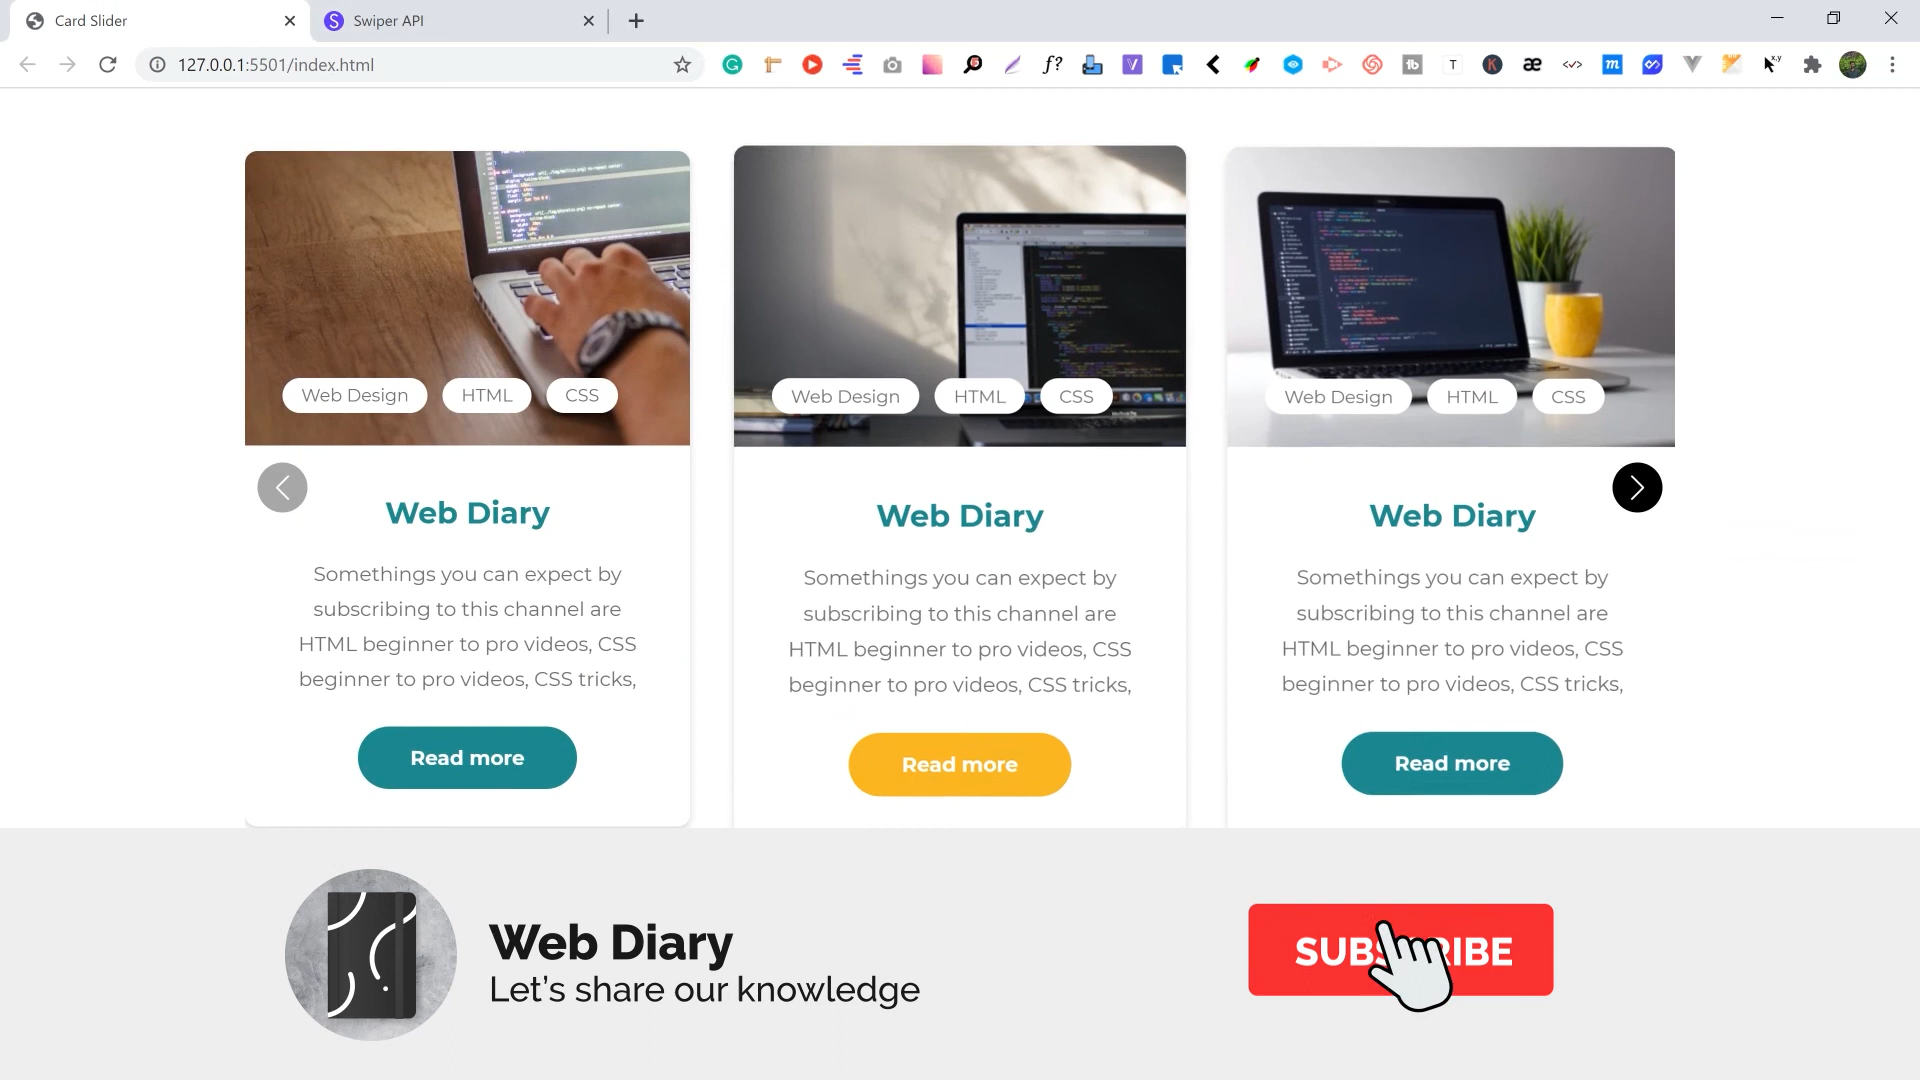 Card Slider
Swiper API
127.0.0.1:5501/index.html
Web Design HTML CSS
Web Diary
Somethings you can expect by
subscribing to this channel are
HTML beginner to pro videos, CSS
beginner to pro videos, CSS tricks,
Read more
Web Design HTML CSS
Web Diary
Somethings you can expect by
subscribing to this channel are
HTML beginner to pro videos, CSS
beginner to pro videos, CSS tricks,
Read more
Web Design HTML CSS
Web Diary
Somethings you can expect by
subscribing to this channel are
HTML beginner to pro videos, CSS
beginner to pro videos, CSS tricks,
Read more
Web Diary
Let's share our knowledge
SUBSCRIBE